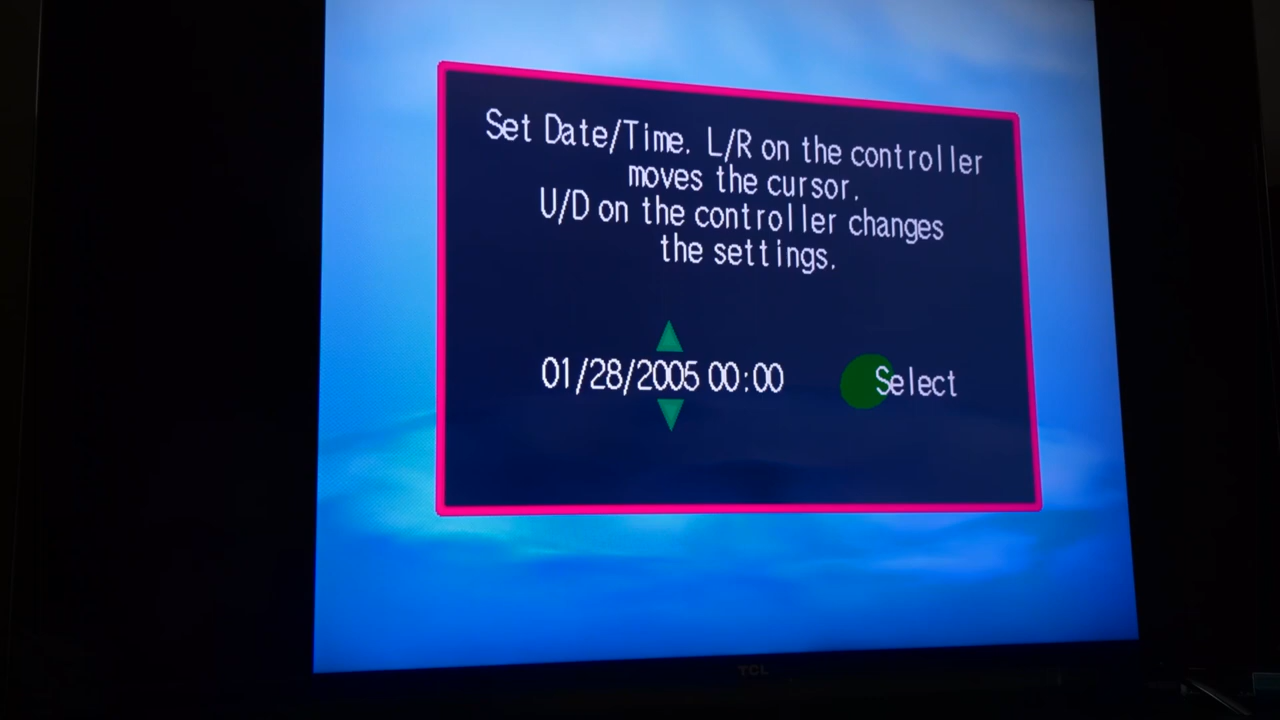 Set Date/Time. L/R on the controller
moves the cursor.
U/D on the controller changes
the settings.
01/28/2005 00:00
Select
TCL